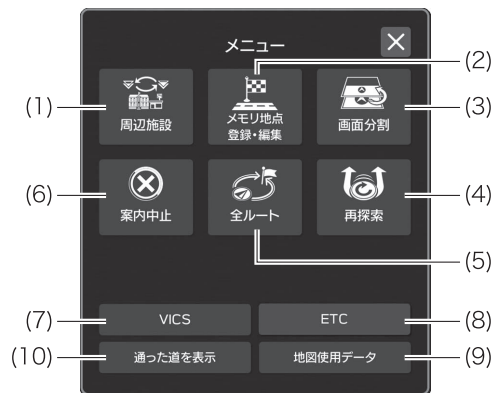 メニュー
(1)
周辺施設
(2)
メモリ地点
登録・編集
(3)
画面分割
(6)
案内中止
全ルート
(5)
再探索
(4)
(7)
VICS
ETC
(8)
(10)
通った道を表示
地図使用データ
(9)